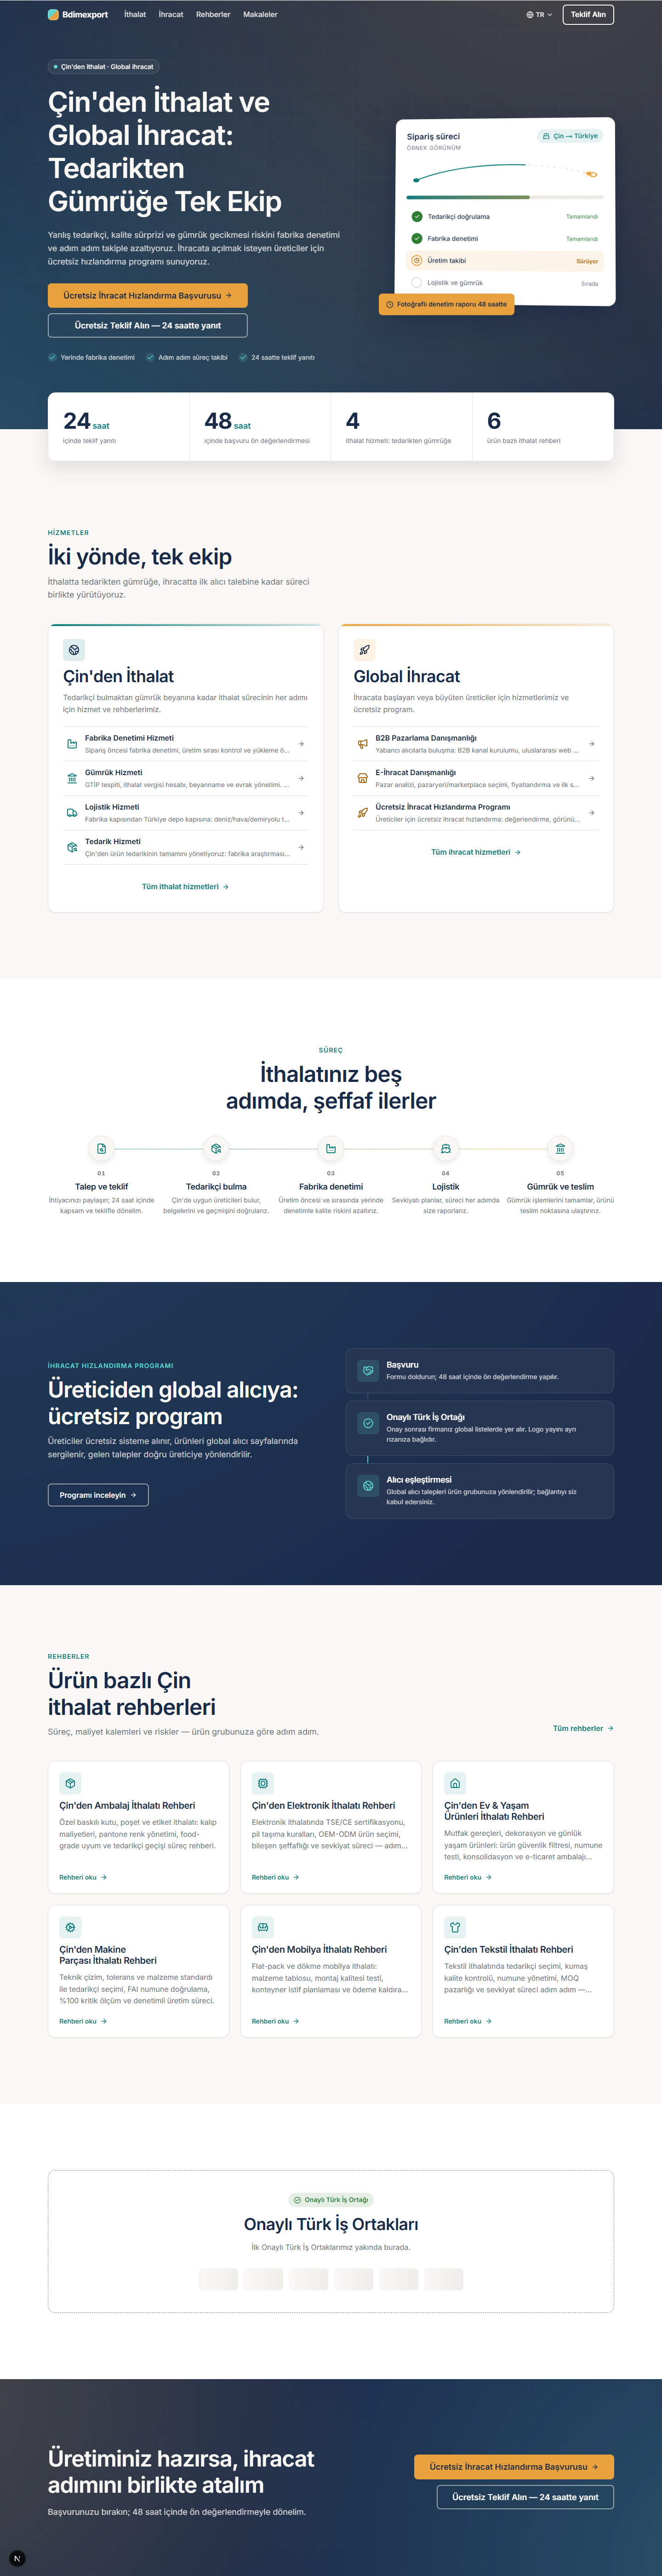 Bdimexport
İthalat
İhracat
Rehberler
Makaleler
TR
Teklif Alın
Çin'den ithalat · Global ihracat
Çin'den İthalat ve
Global İhracat:
Tedarikten
Gümrüğe Tek Ekip
Yanlış tedarikçi, kalite sürprizi ve gümrük gecikmesi riskini fabrika denetimi
ve adım adım takiple azaltıyoruz. İhracata açılmak isteyen üreticiler için
ücretsiz hızlandırma programı sunuyoruz.
Ücretsiz İhracat Hızlandırma Başvurusu →
Ücretsiz Teklif Alın — 24 saatte yanıt
Yerinde fabrika denetimi
Adım adım süreç takibi
24 saatte teklif yanıtı
Sipariş süreci
ÖRNEK GÖRÜNÜM
Çin → Türkiye
Tedarikçi doğrulama
Tamamlandı
Fabrika denetimi
Tamamlandı
Üretim takibi
Sürüyor
Lojistik ve gümrük
Sırada
Fotoğraflı denetim raporu 48 saatte
24 saat
içinde teklif yanıtı
48 saat
içinde başvuru ön değerlendirmesi
4
ithalat hizmeti: tedarikten gümrüğe
6
ürün bazlı ithalat rehberi
HİZMETLER
İki yönde, tek ekip
İthalatta tedarikten gümrüğe, ihracatta ilk alıcı talebine kadar süreci
birlikte yürütüyoruz.
Çin'den İthalat
Tedarikçi bulmaktan gümrük beyanına kadar ithalat sürecinin her adımı
için hizmet ve rehberlerimiz.
Fabrika Denetimi Hizmeti
Sipariş öncesi fabrika denetimi, üretim sırası kontrol ve yükleme ö...
Gümrük Hizmeti
GTİP tespiti, ithalat vergisi hesabı, beyanname ve evrak yönetimi. ...
Lojistik Hizmeti
Fabrika kapısından Türkiye depo kapısına: deniz/hava/demiryolu t...
Tedarik Hizmeti
Çin'den ürün tedarikinin tamamını yönetiyoruz: fabrika araştırması...
Tüm ithalat hizmetleri →
Global İhracat
İhracata başlayan veya büyüten üreticiler için hizmetlerimiz ve
ücretsiz program.
B2B Pazarlama Danışmanlığı
Yabancı alıcılarla buluşma: B2B kanal kurulumu, uluslararası web ...
E-İhracat Danışmanlığı
Pazar analizi, pazaryeri/marketplace seçimi, fiyatlandırma ve ilk s...
Ücretsiz İhracat Hızlandırma Programı
Üreticiler için ücretsiz ihracat hızlandırma: değerlendirme, görünü...
Tüm ihracat hizmetleri →
SÜREÇ
İthalatınız beş
adımda, şeffaf ilerler
01
Talep ve teklif
İhtiyacınızı paylaşın; 24 saat içinde
kapsam ve teklifle dönelim.
02
Tedarikçi bulma
Çin'de uygun üreticileri bulur,
belgelerini ve geçmişini doğrularız.
03
Fabrika denetimi
Üretim öncesi ve sırasında yerinde
denetimle kalite riskini azaltırız.
04
Lojistik
Sevkiyatı planlar, süreci her adımda
size raporlarız.
05
Gümrük ve teslim
Gümrük işlemlerini tamamlar, ürünü
teslim noktasına ulaştırırız.
İHRACAT HIZLANDIRMA PROGRAMI
Üreticiden global alıcıya:
ücretsiz program
Üreticiler ücretsiz sisteme alınır, ürünleri global alıcı sayfalarında
sergilenir, gelen talepler doğru üreticiye yönlendirilir.
Programı inceleyin →
Başvuru
Formu doldurun; 48 saat içinde ön değerlendirme yapılır.
Onaylı Türk İş Ortağı
Onay sonrası firmanız global listelerde yer alır. Logo yayını ayrı
rızanıza bağlıdır.
Alıcı eşleştirmesi
Global alıcı talepleri ürün grubunuza yönlendirilir; bağlantıyı siz
kabul edersiniz.
REHBERLER
Ürün bazlı Çin
ithalat rehberleri
Süreç, maliyet kalemleri ve riskler — ürün grubunuza göre adım adım.
Tüm rehberler →
Çin'den Ambalaj İthalatı Rehberi
Özel baskılı kutu, poşet ve etiket ithalatı: kalıp
maliyetleri, pantone renk yönetimi, food-
grade uyum ve tedarikçi geçişi süreç rehberi.
Rehberi oku →
Çin'den Elektronik İthalatı Rehberi
Elektronik ithalatında TSE/CE sertifikasyonu,
pil taşıma kuralları, OEM-ODM ürün seçimi,
bileşen şeffaflığı ve sevkiyat süreci — adım...
Rehberi oku →
Çin'den Ev & Yaşam
Ürünleri İthalatı Rehberi
Mutfak gereçleri, dekorasyon ve günlük
yaşam ürünleri: ürün güvenlik filtresi, numune
testi, konsolidasyon ve e-ticaret ambalajı...
Rehberi oku →
Çin'den Makine
Parçası İthalatı Rehberi
Teknik çizim, tolerans ve malzeme standardı
ile tedarikçi seçimi, FAI numune doğrulama,
%100 kritik ölçüm ve denetimli üretim süreci.
Rehberi oku →
Çin'den Mobilya İthalatı Rehberi
Flat-pack ve dökme mobilya ithalatı:
malzeme tablosu, montaj kalitesi testi,
konteyner istif planlaması ve ödeme kaldıra...
Rehberi oku →
Çin'den Tekstil İthalatı Rehberi
Tekstil ithalatında tedarikçi seçimi, kumaş
kalite kontrolü, numune yönetimi, MOQ
pazarlığı ve sevkiyat süreci adım adım —...
Rehberi oku →
Onaylı Türk İş Ortağı
Onaylı Türk İş Ortakları
İlk Onaylı Türk İş Ortaklarımız yakında burada.
Üretiminiz hazırsa, ihracat
adımını birlikte atalım
Başvurunuzu bırakın; 48 saat içinde ön değerlendirmeyle dönelim.
Ücretsiz İhracat Hızlandırma Başvurusu →
Ücretsiz Teklif Alın — 24 saatte yanıt
N